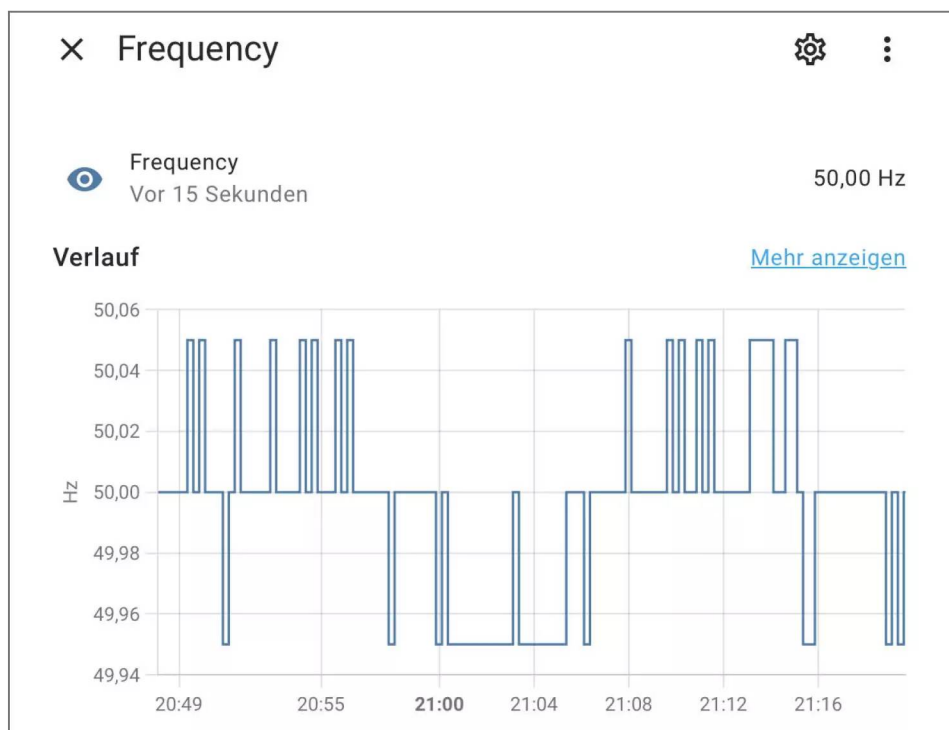 Frequency
Frequency
Vor 15 Sekunden
50,00 Hz
Verlauf
Mehr anzeigen
50,06
50,04
50,02
50,00
49,98
49,96
49,94
Hz
20:49 20:55 21:00 21:04 21:08 21:12 21:16